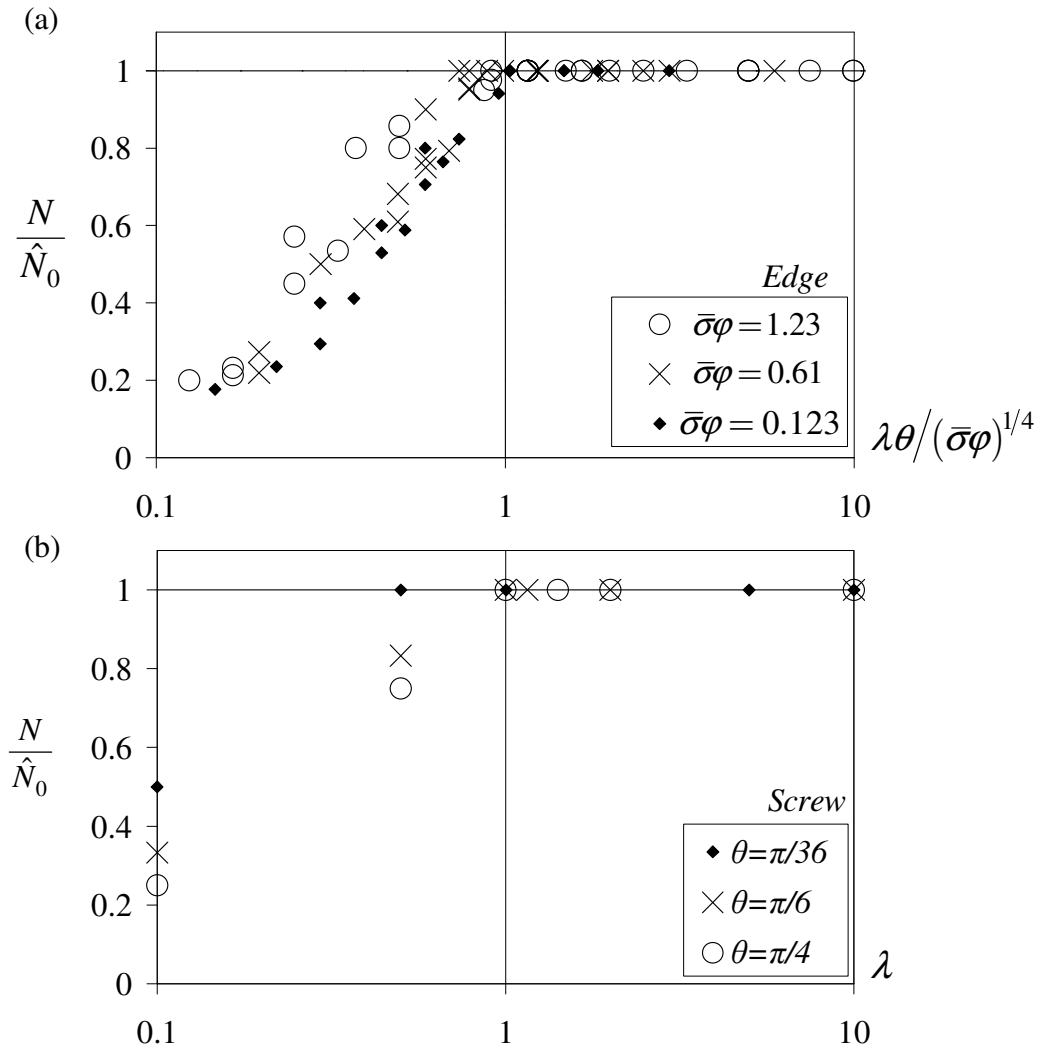 (a)
1
0.8
N/N̂₀
0.6
0.4
0.2
0
Edge
σ̄φ = 1.23
σ̄φ = 0.61
σ̄φ = 0.123
λθ/(σ̄φ)^{1/4}
0.1 1 10
(b)
1
0.8
N/N̂₀
0.6
0.4
0.2
0
Screw
θ=π/36
θ=π/6
θ=π/4
λ
0.1 1 10